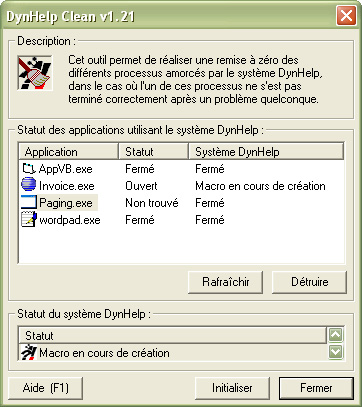 DynHelp Clean v1.21
Description :
Cet outil permet de réaliser une remise à zéro des
différents processus amorcés par le système DynHelp,
dans le cas où l'un de ces processus ne s'est pas
terminé correctement après un problème quelconque.
Statut des applications utilisant le système DynHelp :
Application Statut Système DynHelp
AppVB.exe Fermé Fermé
Invoice.exe Ouvert Macro en cours de création
Paging.exe Non trouvé Fermé
wordpad.exe Fermé Fermé
Rafraîchir Détruire
Statut du système DynHelp :
Statut
Macro en cours de création
Aide (F1) Initialiser Fermer